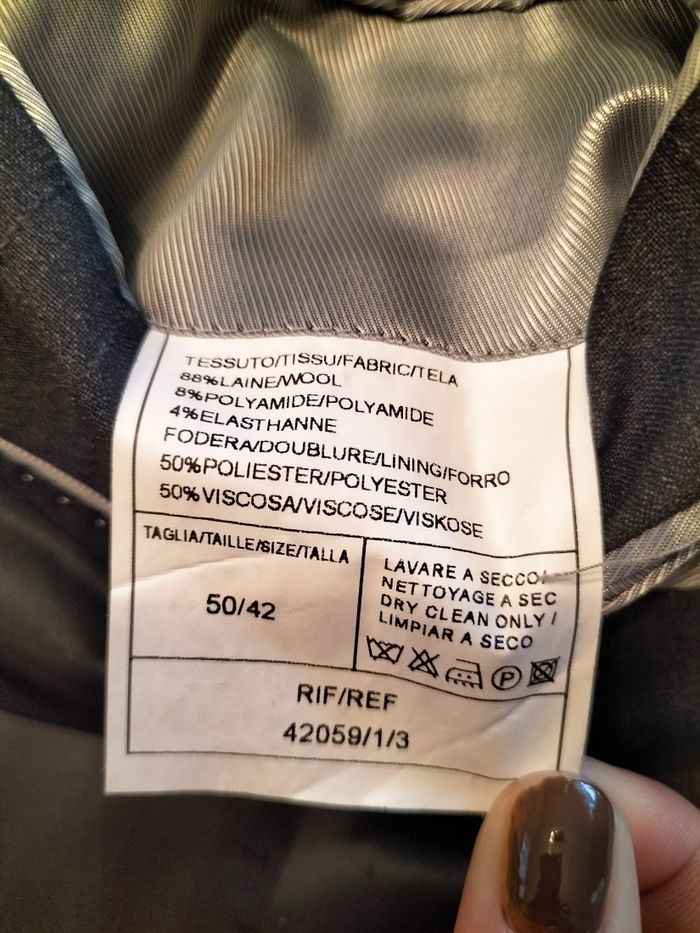 TESSUTO/TISSU/FABRIC/TELA
88%LAINE/WOOL
8%POLYAMIDE/POLYAMIDE
4%ELASTHANNE
FODERA/DOUBLURE/LINING/FORRO
50%POLIESTER/POLYESTER
50%VISCOSA/VISCOSE/VISKOSE
TAGLIA/TAILLE/SIZE/TALLA
50/42
LAVARE A SECCO/
NETTOYAGE A SEC
DRY CLEAN ONLY /
LIMPIAR A SECO
P
RIF/REF
42059/1/3